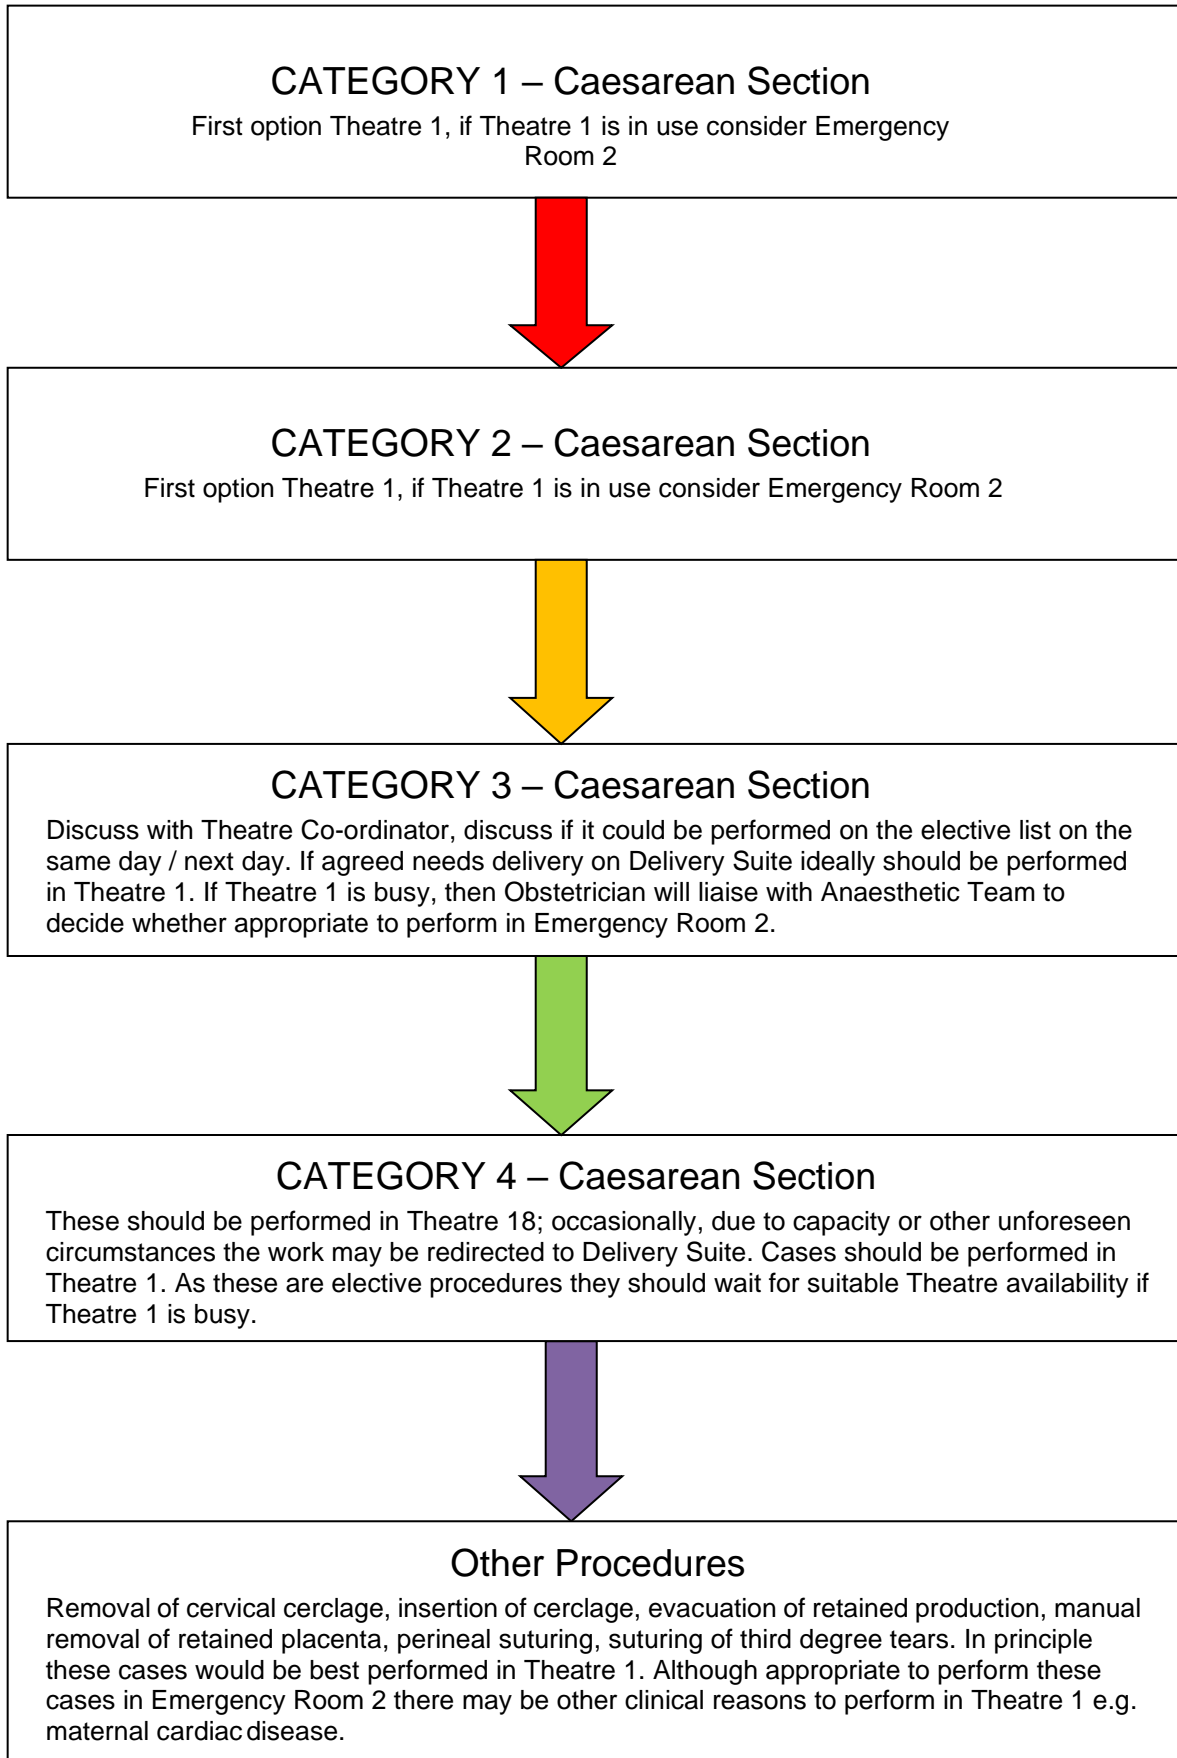 CATEGORY 1 – Caesarean Section
First option Theatre 1, if Theatre 1 is in use consider Emergency
Room 2
CATEGORY 2 – Caesarean Section
First option Theatre 1, if Theatre 1 is in use consider Emergency Room 2
CATEGORY 3 – Caesarean Section
Discuss with Theatre Co-ordinator, discuss if it could be performed on the elective list on the
same day / next day. If agreed needs delivery on Delivery Suite ideally should be performed
in Theatre 1. If Theatre 1 is busy, then Obstetrician will liaise with Anaesthetic Team to
decide whether appropriate to perform in Emergency Room 2.
CATEGORY 4 – Caesarean Section
These should be performed in Theatre 18; occasionally, due to capacity or other unforeseen
circumstances the work may be redirected to Delivery Suite. Cases should be performed in
Theatre 1. As these are elective procedures they should wait for suitable Theatre availability if
Theatre 1 is busy.
Other Procedures
Removal of cervical cerclage, insertion of cerclage, evacuation of retained production, manual
removal of retained placenta, perineal suturing, suturing of third degree tears. In principle
these cases would be best performed in Theatre 1. Although appropriate to perform these
cases in Emergency Room 2 there may be other clinical reasons to perform in Theatre 1 e.g.
maternal cardiac disease.